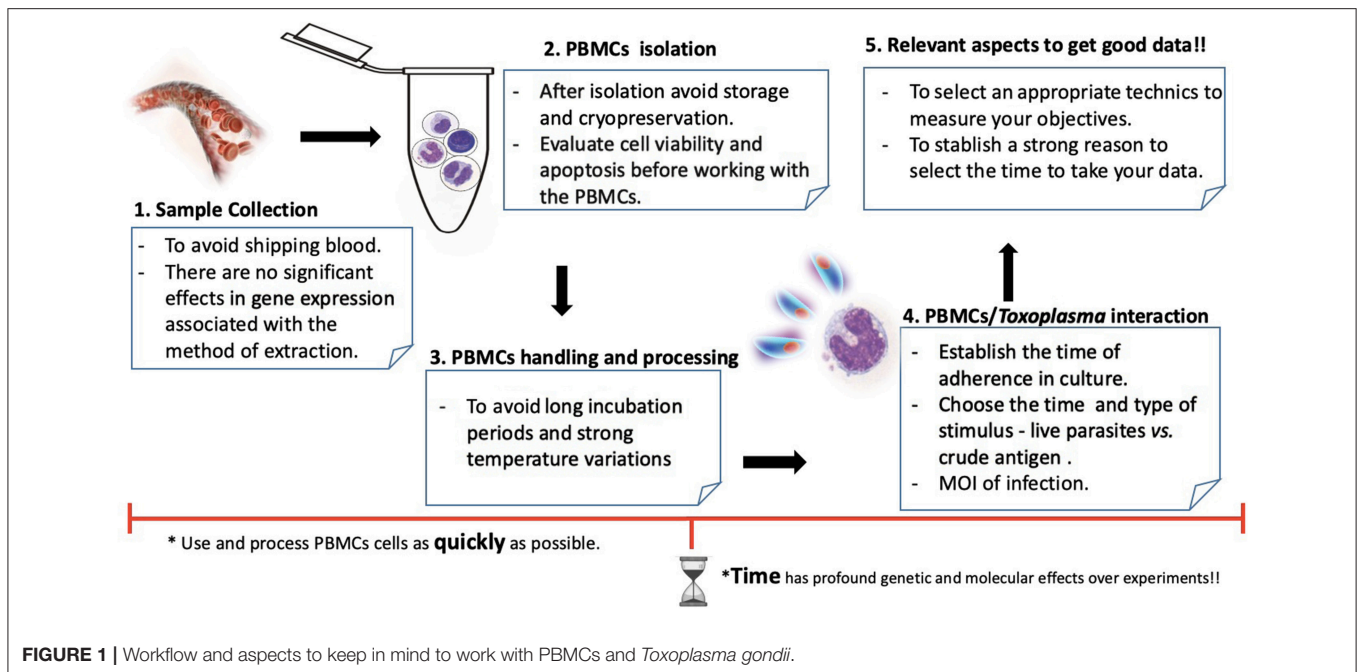 1. Sample Collection
- To avoid shipping blood.
- There are no significant
effects in gene expression
associated with the
method of extraction.
2. PBMCs isolation
- After isolation avoid storage
and cryopreservation.
- Evaluate cell viability and
apoptosis before working with
the PBMCs.
3. PBMCs handling and processing
- To avoid long incubation
periods and strong
temperature variations
4. PBMCs/Toxoplasma interaction
- Establish the time of
adherence in culture.
- Choose the time and type of
stimulus - live parasites vs.
crude antigen .
- MOI of infection.
5. Relevant aspects to get good data!!
- To select an appropriate technics to
measure your objectives.
- To stablish a strong reason to
select the time to take your data.
* Use and process PBMCs cells as quickly as possible.
*Time has profound genetic and molecular effects over experiments!!
FIGURE 1 | Workflow and aspects to keep in mind to work with PBMCs and Toxoplasma gondii.